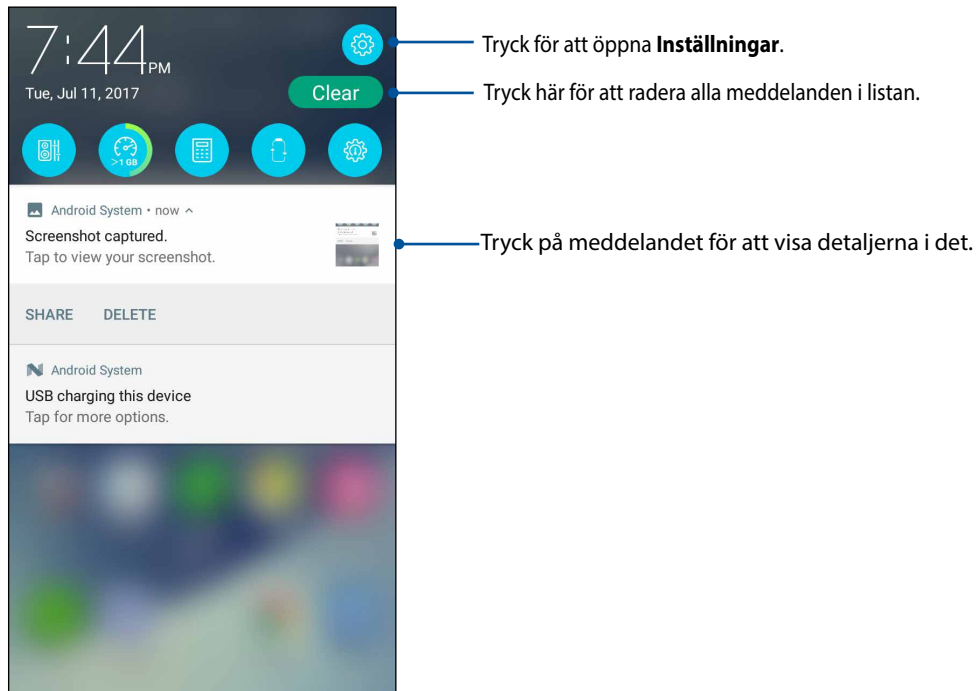 7:44 PM
Tryck för att öppna Inställningar.
Tue, Jul 11, 2017
Clear
Tryck här för att radera alla meddelanden i listan.
>1 GB
Android System • now
Screenshot captured.
Tap to view your screenshot.
Tryck på meddelandet för att visa detaljerna i det.
SHARE DELETE
Android System
USB charging this device
Tap for more options.